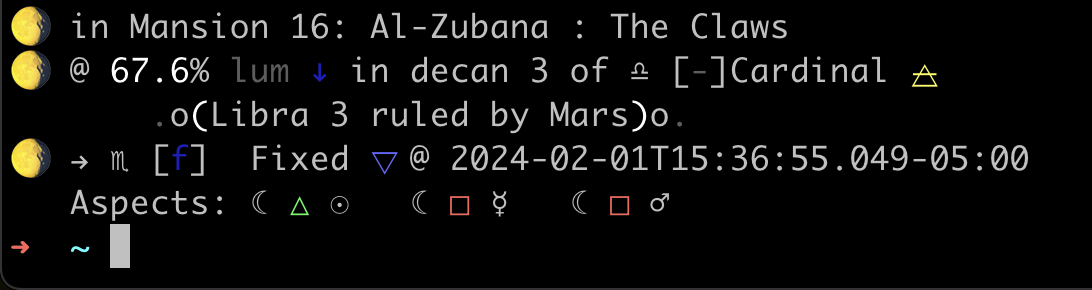 🌖 in Mansion 16: Al-Zubana : The Claws
🌖 @ 67.6% lum ↓ in decan 3 of ♎︎ [-]Cardinal 🜁
.o(Libra 3 ruled by Mars)o.
🌖 → ♏︎ [f] Fixed ▽ @ 2024-02-01T15:36:55.049-05:00
Aspects: ☾ △ ☉ ☾ □ ☿ ☾ □ ♂
➜ ~